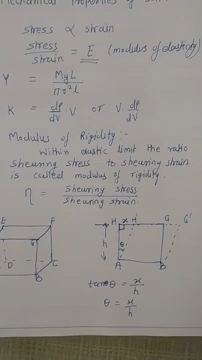 Mechanical Properties of
stress ∝ strain
stress/strain = E (modulus of elasticity)
Y = MgL/πr²l
K = dP/dV V or V. dP/dV
Modulus of Rigidity :-
Within elastic limit the ratio
Shearing stress to shearing strain
is called modulus of rigidity.
η = Shearing stress/Shearing strain
E F H x H' G G'
G h θ
D C A B
D
tanθ = x/h
θ = x/h